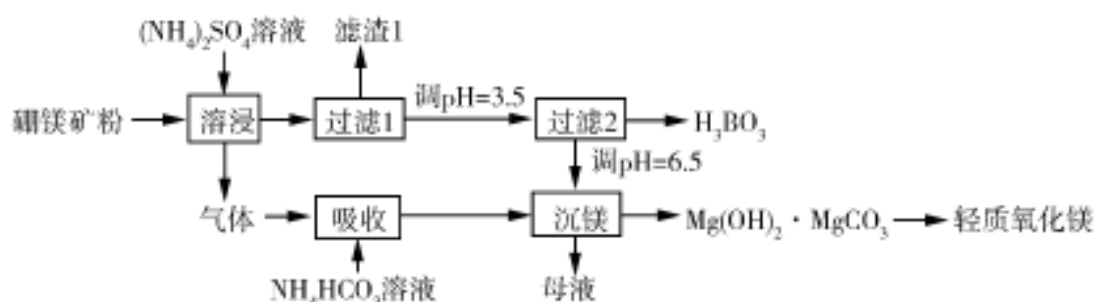 (NH₄)₂SO₄溶液 滤渣1
调pH=3.5
硼镁矿粉 溶浸 过滤1 过滤2 H₃BO₃
调pH=6.5
气体 吸收 沉镁 Mg(OH)₂·MgCO₃ 轻质氧化镁
NH₄HCO₃溶液 母液